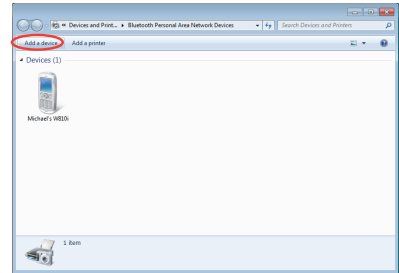 « Devices and Print... ▸ Bluetooth Personal Area Network Devices
Search Devices and Printers
Add a device Add a printer
Devices (1)
Michael's W810i
1 item